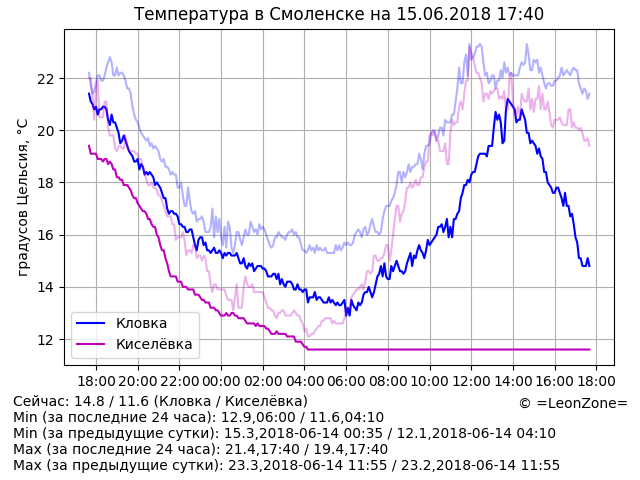 Температура в Смоленске на 15.06.2018 17:40
градусов Цельсия, °C
22
20
18
16
14
12
Кловка
Киселёвка
18:00 20:00 22:00 00:00 02:00 04:00 06:00 08:00 10:00 12:00 14:00 16:00 18:00
Сейчас: 14.8 / 11.6 (Кловка / Киселёвка)
© =LeonZone=
Min (за последние 24 часа): 12.9,06:00 / 11.6,04:10
Min (за предыдущие сутки): 15.3,2018-06-14 00:35 / 12.1,2018-06-14 04:10
Max (за последние 24 часа): 21.4,17:40 / 19.4,17:40
Max (за предыдущие сутки): 23.3,2018-06-14 11:55 / 23.2,2018-06-14 11:55